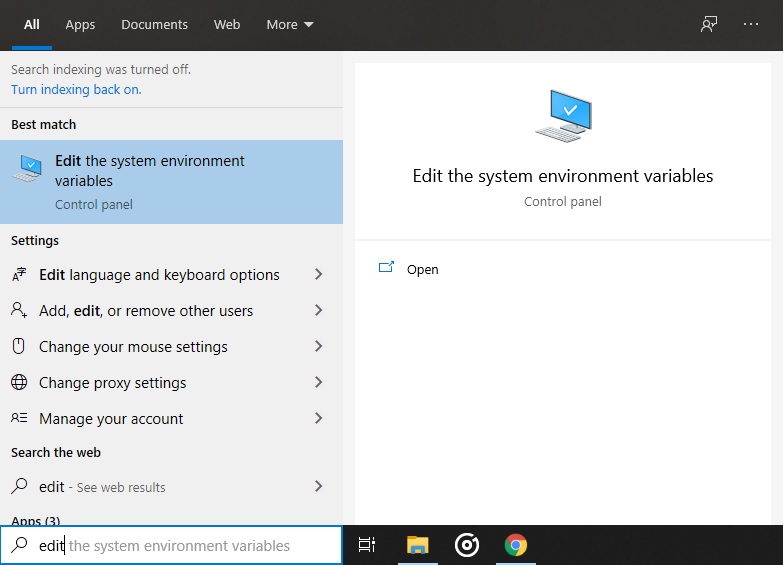 All Apps Documents Web More
Search indexing was turned off.
Turn indexing back on.
Best match
Edit the system environment
variables
Control panel
Settings
Edit language and keyboard options
Add, edit, or remove other users
Change your mouse settings
Change proxy settings
Manage your account
Search the web
edit - See web results
Apps (3)
edit the system environment variables
Edit the system environment variables
Control panel
Open